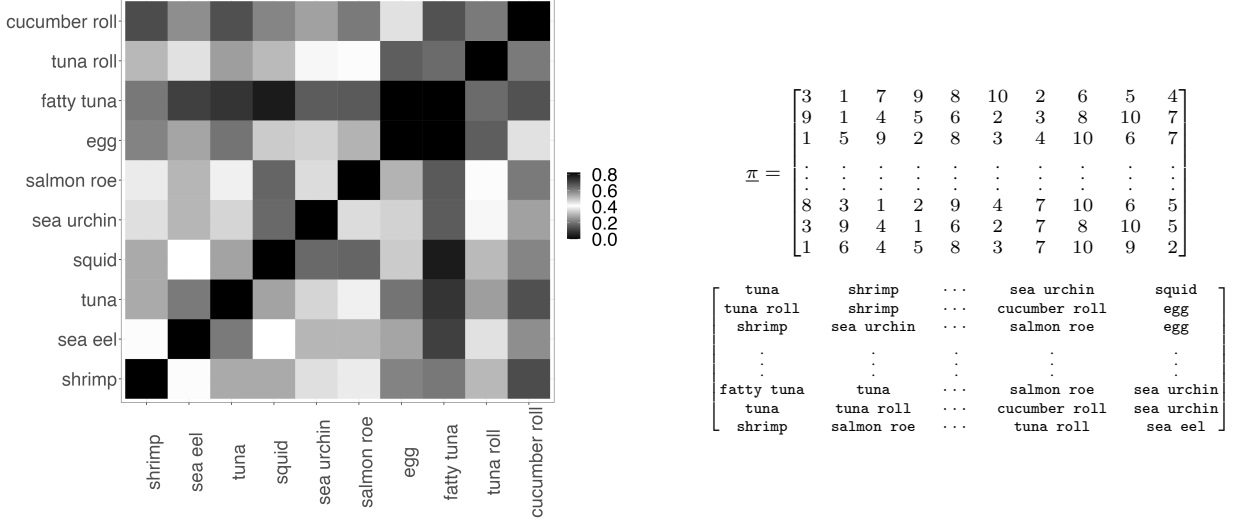 cucumber roll
tuna roll
fatty tuna
egg
salmon roe
sea urchin
squid
tuna
sea eel
shrimp
shrimp
sea eel
tuna
squid
sea urchin
salmon roe
egg
fatty tuna
tuna roll
cucumber roll
0.8
0.6
0.4
0.2
0.0
π =
3 1 7 9 8 10 2 6 5 4
9 1 4 5 6 2 3 8 10 7
1 5 9 2 8 3 4 10 6 7
. . . . . . . . . .
. . . . . . . . . .
. . . . . . . . . .
8 3 1 2 9 4 7 10 6 5
3 9 4 1 6 2 7 8 10 5
1 6 4 5 8 3 7 10 9 2
tuna shrimp ··· sea urchin squid
tuna roll shrimp ··· cucumber roll egg
shrimp sea urchin ··· salmon roe egg
. . . . .
. . . . .
. . . . .
fatty tuna tuna ··· salmon roe sea urchin
tuna tuna roll ··· cucumber roll sea urchin
shrimp salmon roe ··· tuna roll sea eel